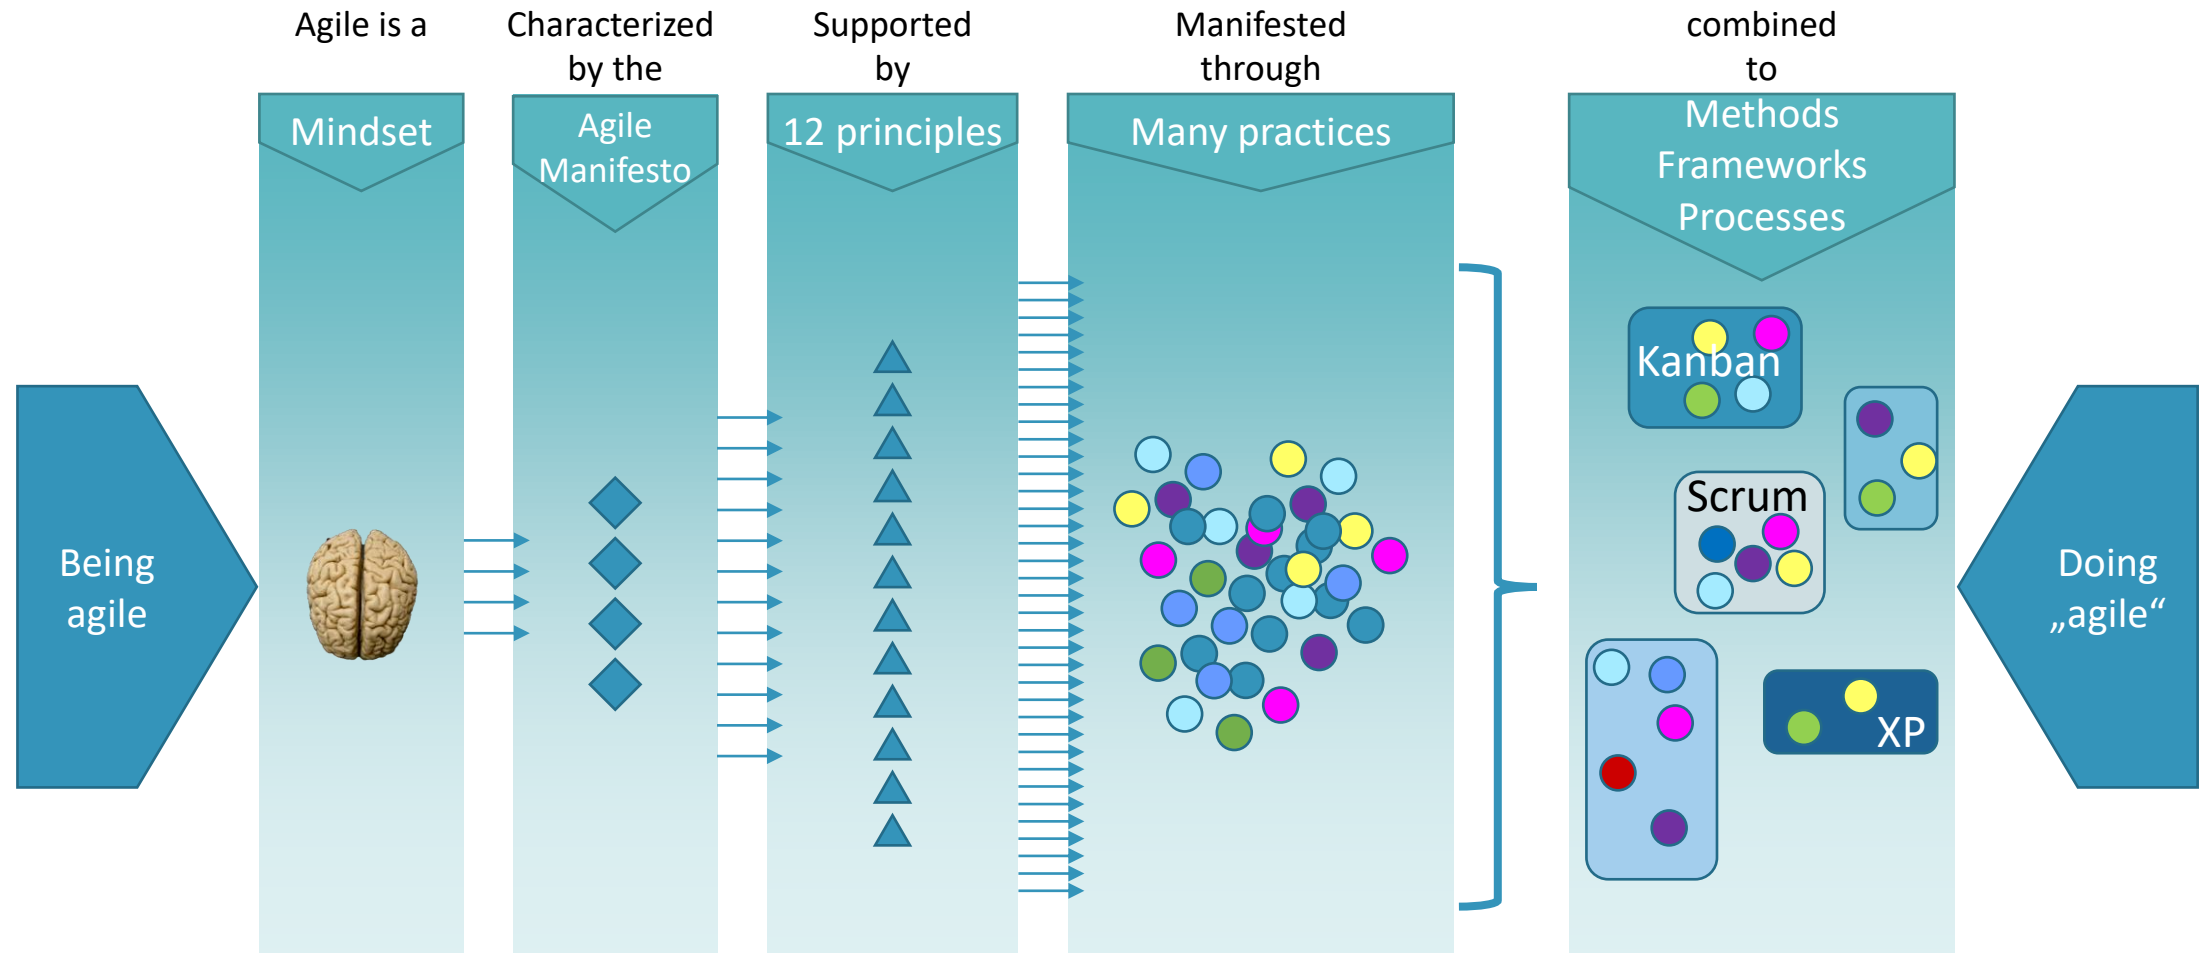 Agile is a
Characterized
by the
Supported
by
Manifested
through
combined
to
Mindset
Agile
Manifesto
12 principles
Many practices
Methods
Frameworks
Processes
Being
agile
Kanban
Scrum
XP
Doing
„agile“